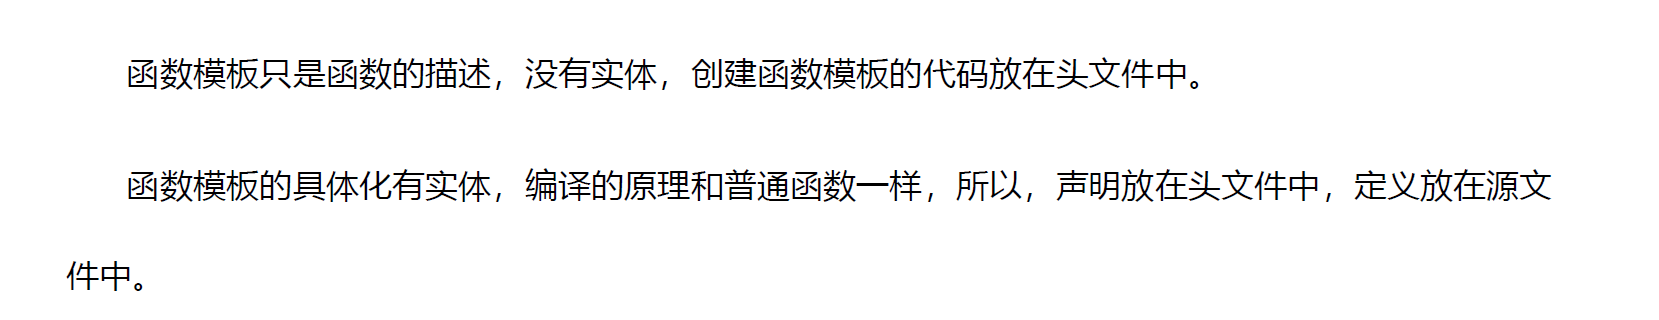 函数模板只是函数的描述，没有实体，创建函数模板的代码放在头文件中。
函数模板的具体化有实体，编译的原理和普通函数一样，所以，声明放在头文件中，定义放在源文
件中。